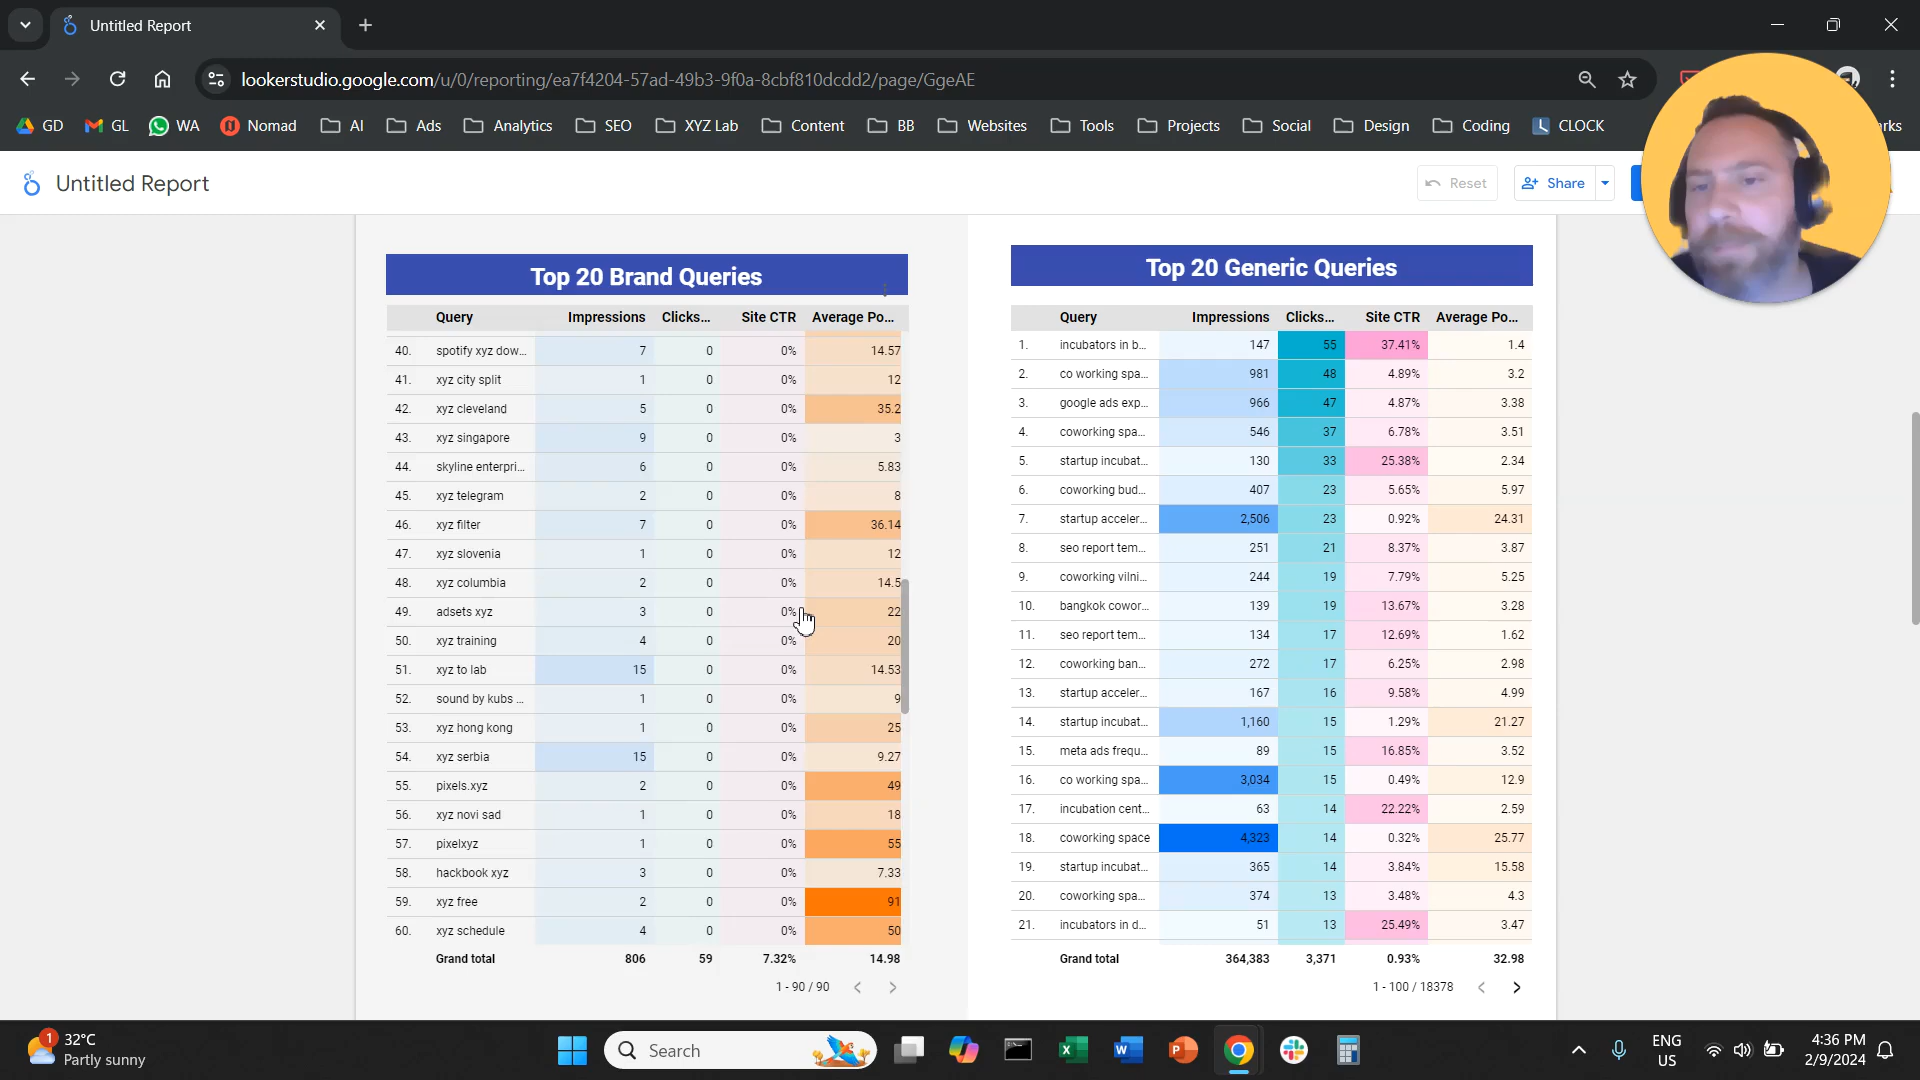 Untitled Report
lookerstudio.google.com/u/0/reporting/ea7f4204-57ad-49b3-9f0a-8cbf810dcdd2/page/GgeAE
GD GL WA Nomad AI Ads Analytics SEO XYZ Lab Content BB Websites Tools Projects Social Design Coding CLOCK
Untitled Report Reset Share
Top 20 Brand Queries
Query Impressions Clicks... Site CTR Average Po...
40. spotify xyz dow... 7 0 0% 14.57
41. xyz city split 1 0 0% 12
42. xyz cleveland 5 0 0% 35.2
43. xyz singapore 9 0 0% 3
44. skyline enterpri... 6 0 0% 5.83
45. xyz telegram 2 0 0% 8
46. xyz filter 7 0 0% 36.14
47. xyz slovenia 1 0 0% 12
48. xyz columbia 2 0 0% 14.5
49. adsets xyz 3 0 0% 22
50. xyz training 4 0 0% 20
51. xyz to lab 15 0 0% 14.53
52. sound by kubs ... 1 0 0% 9
53. xyz hong kong 1 0 0% 25
54. xyz serbia 15 0 0% 9.27
55. pixels.xyz 2 0 0% 49
56. xyz novi sad 1 0 0% 18
57. pixelxyz 1 0 0% 55
58. hackbook xyz 3 0 0% 7.33
59. xyz free 2 0 0% 91
60. xyz schedule 4 0 0% 50
Grand total 806 59 7.32% 14.98
1 - 90 / 90
Top 20 Generic Queries
Query Impressions Clicks... Site CTR Average Po...
1. incubators in b... 147 55 37.41% 1.4
2. co working spa... 981 48 4.89% 3.2
3. google ads exp... 966 47 4.87% 3.38
4. coworking spa... 546 37 6.78% 3.51
5. startup incubat... 130 33 25.38% 2.34
6. coworking bud... 407 23 5.65% 5.97
7. startup acceler... 2,506 23 0.92% 24.31
8. seo report tem... 251 21 8.37% 3.87
9. coworking vilni... 244 19 7.79% 5.25
10. bangkok cowor... 139 19 13.67% 3.28
11. seo report tem... 134 17 12.69% 1.62
12. coworking ban... 272 17 6.25% 2.98
13. startup acceler... 167 16 9.58% 4.99
14. startup incubat... 1,160 15 1.29% 21.27
15. meta ads frequ... 89 15 16.85% 3.52
16. co working spa... 3,034 15 0.49% 12.9
17. incubation cent... 63 14 22.22% 2.59
18. coworking space 4,323 14 0.32% 25.77
19. startup incubat... 365 14 3.84% 15.58
20. coworking spa... 374 13 3.48% 4.3
21. incubators in d... 51 13 25.49% 3.47
Grand total 364,383 3,371 0.93% 32.98
1 - 100 / 18378
1 32°C
Partly sunny
Search
ENG
US
4:36 PM
2/9/2024